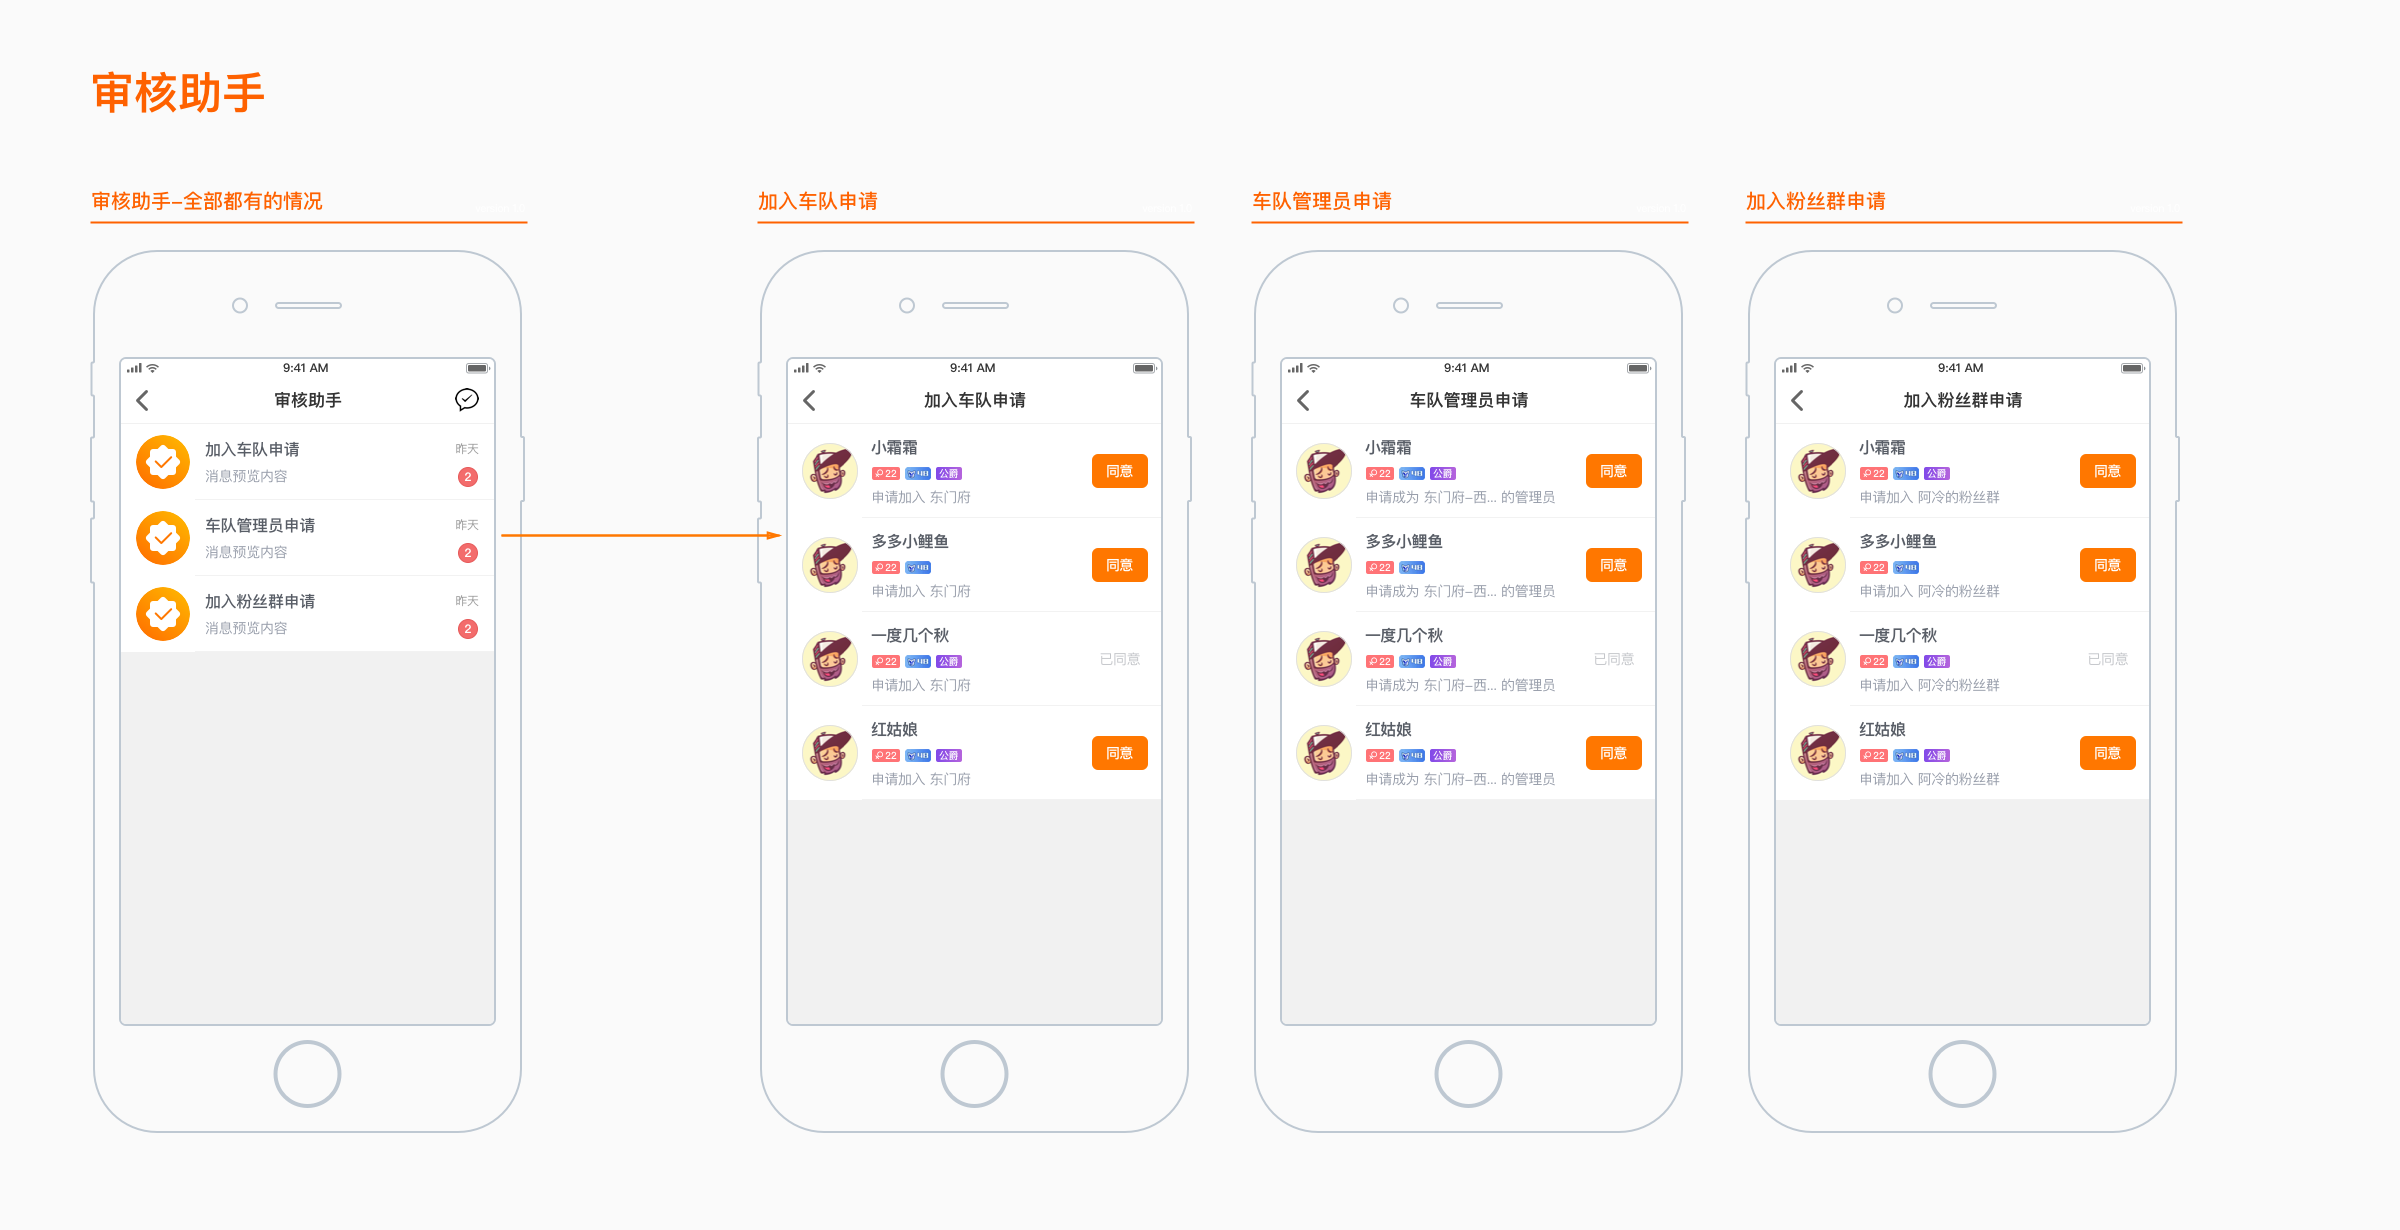 审核助手
审核助手-全部都有的情况
9:41 AM
审核助手
加入车队申请
昨天
消息预览内容
2
车队管理员申请
昨天
消息预览内容
2
加入粉丝群申请
昨天
消息预览内容
2
加入车队申请
9:41 AM
加入车队申请
小霜霜
22 48 公爵
申请加入 东门府
同意
多多小鲤鱼
22 48
申请加入 东门府
同意
一度几个秋
22 48 公爵
申请加入 东门府
已同意
红姑娘
22 48 公爵
申请加入 东门府
同意
车队管理员申请
9:41 AM
车队管理员申请
小霜霜
22 48 公爵
申请成为 东门府-西... 的管理员
同意
多多小鲤鱼
22 48
申请成为 东门府-西... 的管理员
同意
一度几个秋
22 48 公爵
申请成为 东门府-西... 的管理员
已同意
红姑娘
22 48 公爵
申请成为 东门府-西... 的管理员
同意
加入粉丝群申请
9:41 AM
加入粉丝群申请
小霜霜
22 48 公爵
申请加入 阿冷的粉丝群
同意
多多小鲤鱼
22 48
申请加入 阿冷的粉丝群
同意
一度几个秋
22 48 公爵
申请加入 阿冷的粉丝群
已同意
红姑娘
22 48 公爵
申请加入 阿冷的粉丝群
同意